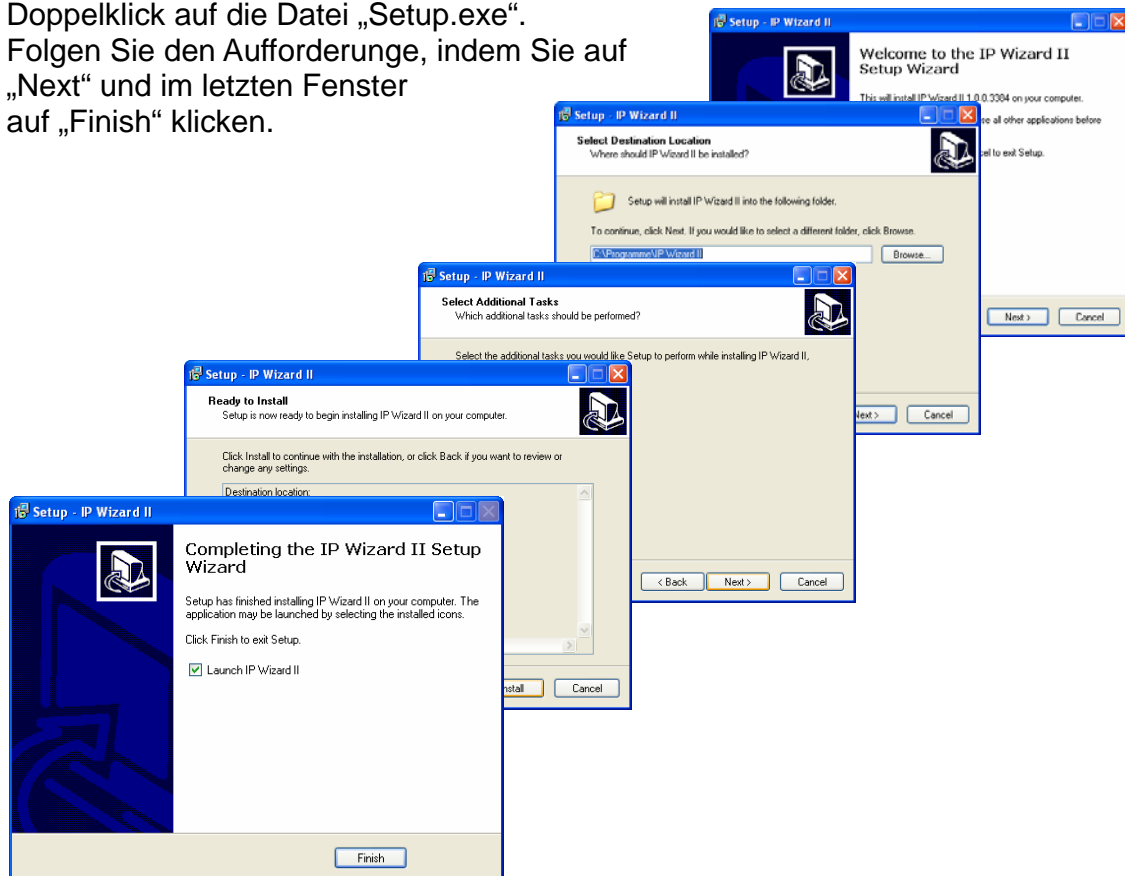 Doppelklick auf die Datei „Setup.exe“.
Folgen Sie den Aufforderunge, indem Sie auf
„Next“ und im letzten Fenster
auf „Finish“ klicken.
Setup - IP Wizard II
Welcome to the IP Wizard II
Setup Wizard
This will install IP Wizard II 1.0.0.3304 on your computer.
se all other applications before
cel to exit Setup.
Next >
Cancel
Setup - IP Wizard II
Select Destination Location
Where should IP Wizard II be installed?
Setup will install IP Wizard II into the following folder.
To continue, click Next. If you would like to select a different folder, click Browse.
C:\Programme\IP Wizard II
Browse...
Next >
Cancel
Setup - IP Wizard II
Select Additional Tasks
Which additional tasks should be performed?
Select the additional tasks you would like Setup to perform while installing IP Wizard II,
< Back
Next >
Cancel
Setup - IP Wizard II
Ready to Install
Setup is now ready to begin installing IP Wizard II on your computer.
Click Install to continue with the installation, or click Back if you want to review or
change any settings.
Destination location:
nstall
Cancel
Setup - IP Wizard II
Completing the IP Wizard II Setup
Wizard
Setup has finished installing IP Wizard II on your computer. The
application may be launched by selecting the installed icons.
Click Finish to exit Setup.
Launch IP Wizard II
Finish